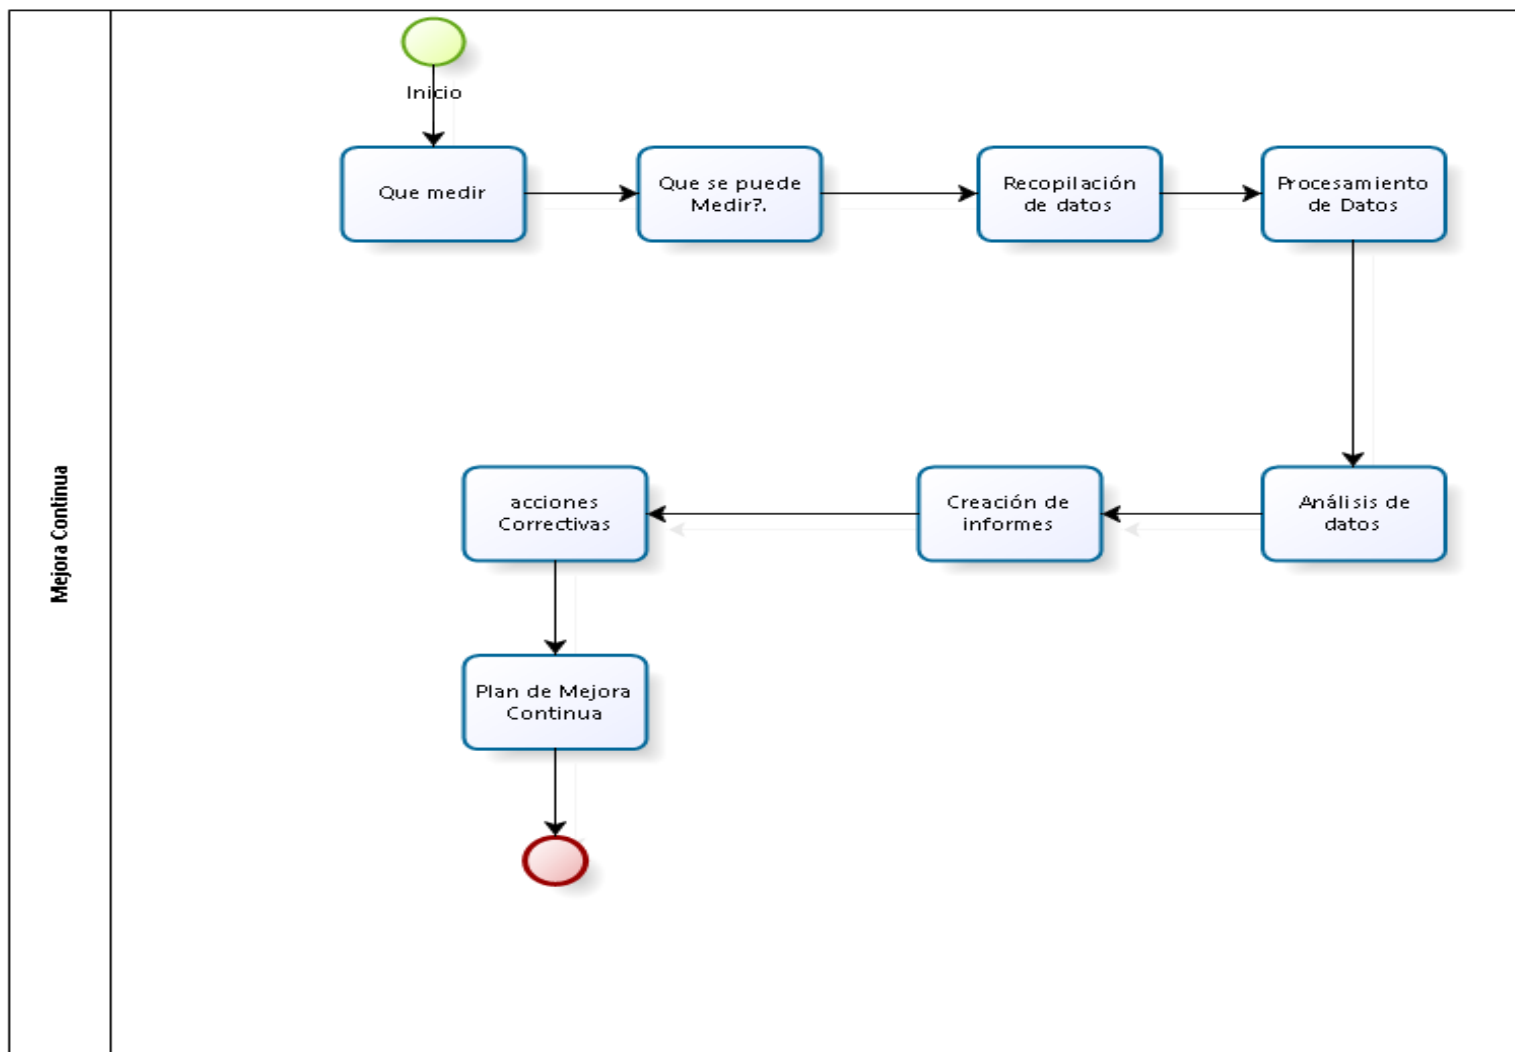 Mejora Continua
Inicio
Que medir
Que se puede
Medir?.
Recopilación
de datos
Procesamiento
de Datos
acciones
Correctivas
Creación de
informes
Análisis de
datos
Plan de Mejora
Continua